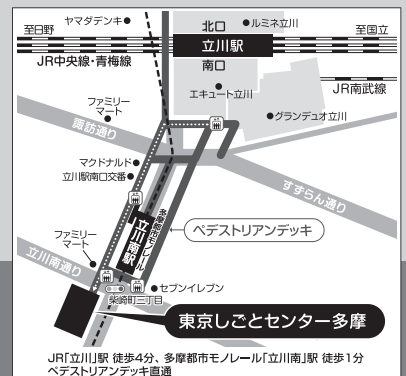 ヤマダデンキ
北口
ルミネ立川
至日野
立川駅
至国立
JR中央線・青梅線
南口
エキュート立川
JR南武線
ファミリー
マート
グランデュオ立川
諏訪通り
マクドナルド
立川駅南口交番
すずらん通り
立川南駅
多摩都市モノレール
ペデストリアンデッキ
ファミリー
マート
立川南通り
セブンイレブン
柴崎町三丁目
東京しごとセンター多摩
JR「立川」駅 徒歩4分、多摩都市モノレール「立川南」駅 徒歩1分
ペデストリアンデッキ直通